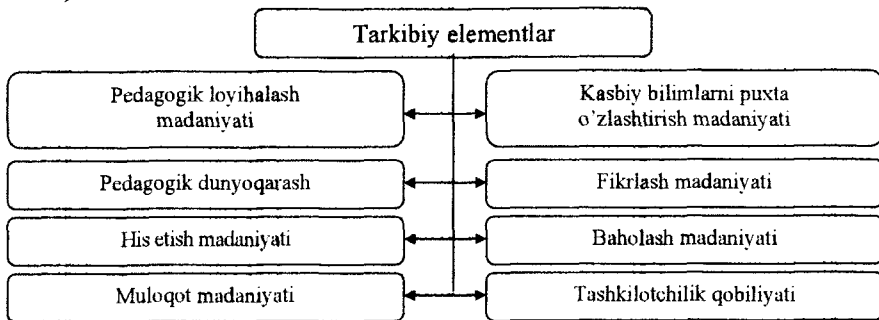 Tarkibiy elementlar
Pedagogik loyihalash
madaniyati
Kasbiy bilimlarni puxta
o'zlashtirish madaniyati
Pedagogik dunyoqarash
Fikrlash madaniyati
His etish madaniyati
Baholash madaniyati
Muloqot madaniyati
Tashkilotchilik qobiliyati